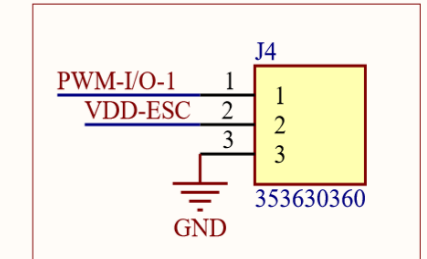 J4
PWM-I/O-1 1 1
VDD-ESC 2 2
3 3
353630360
GND